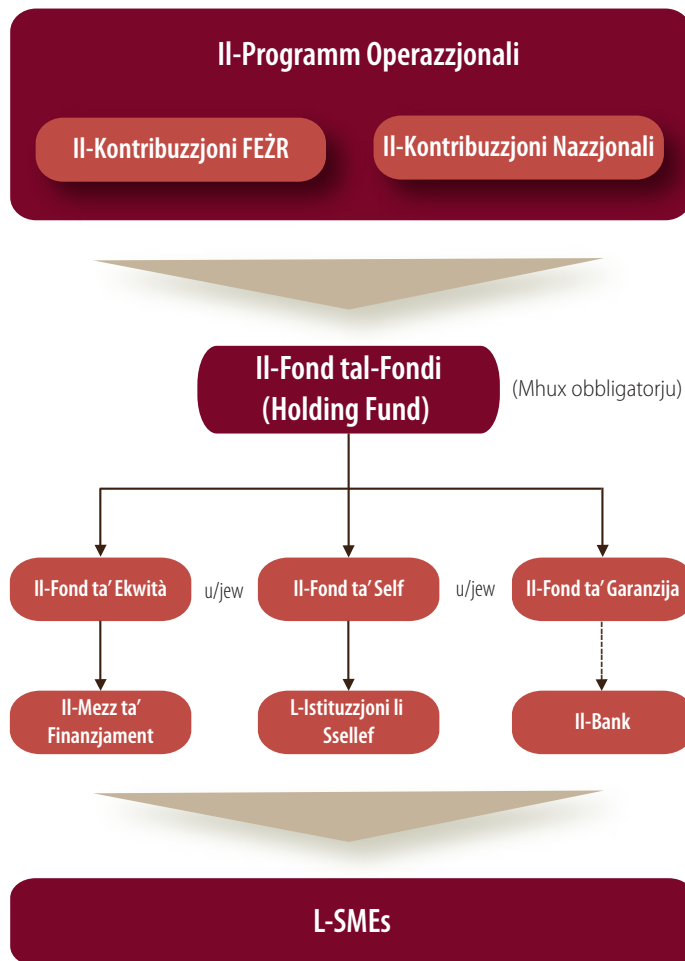 Il-Programm Operazzjonali
Il-Kontribuzzjoni FEŻR
Il-Kontribuzzjoni Nazzjonali
Il-Fond tal-Fondi
(Holding Fund)
(Mhux obbligatorju)
Il-Fond ta’ Ekwità
u/jew
Il-Fond ta’ Self
u/jew
Il-Fond ta’ Garanzija
Il-Mezz ta’
Finanzjament
L-Istituzzjoni li
Ssellef
Il-Bank
L-SMEs